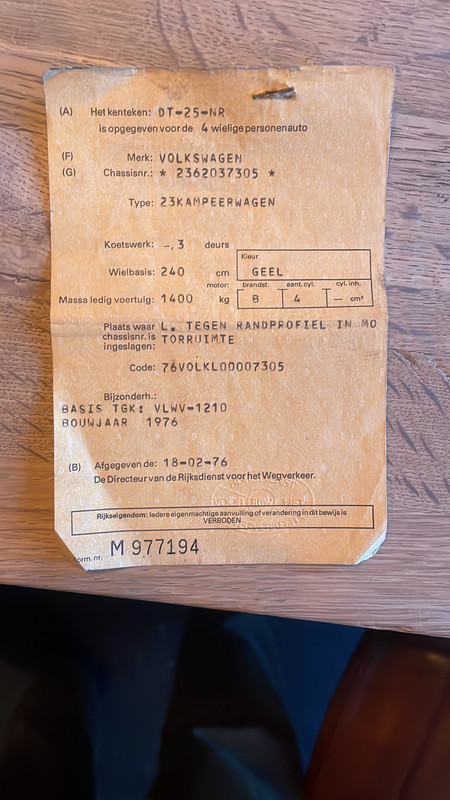 (A) Het kenteken: DT-25-NR
is opgegeven voor de 4 wielige personenauto
(F) Merk: VOLKSWAGEN
(G) Chassisnr.: * 2362037305 *
Type: 23KAMPEERWAGEN
Koetswerk: -,3 deurs
Kleur
GEEL
Wielbasis: 240 cm
motor: brandst. aant. cyl. cyl. inh.
Massa ledig voertuig: 1400 kg B 4 — cm³
Plaats waar chassisnr. is ingeslagen: L. TEGEN RANDPROFIEL IN MO
TORRUIMTE
Code: 76VOLKL00007305
Bijzonderh.:
BASIS TGK: VLWV-1210
BOUWJAAR 1976
(B) Afgegeven de: 18-02-76
De Directeur van de Rijksdienst voor het Wegverkeer.
Rijkseigendom: Iedere eigenmachtige aanvulling of verandering in dit bewijs is
VERBODEN
Form. nr. M 977194